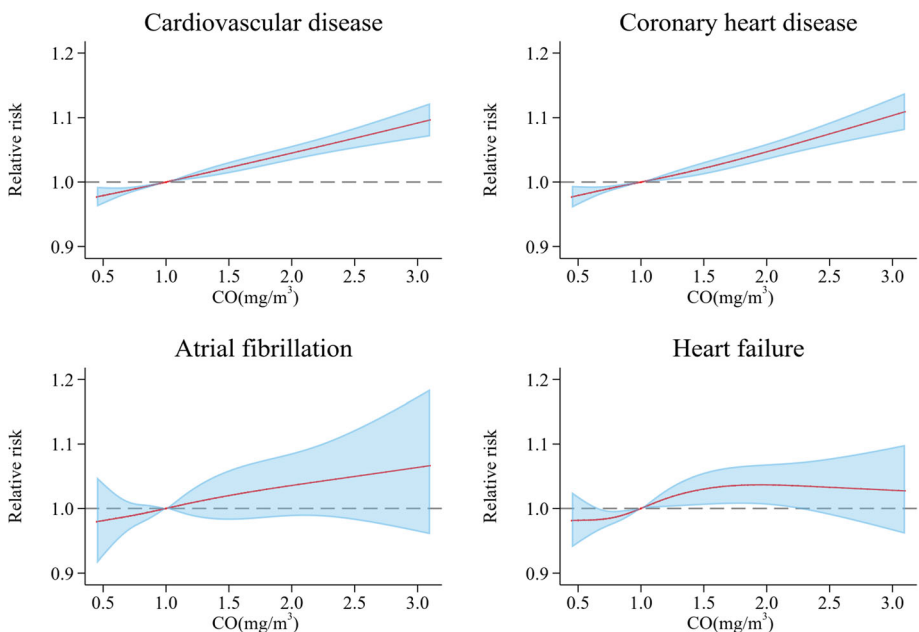 Cardiovascular disease
Relative risk
1.2
1.1
1.0
0.9
0.5 1.0 1.5 2.0 2.5 3.0
CO(mg/m³)
Coronary heart disease
Relative risk
1.2
1.1
1.0
0.9
0.5 1.0 1.5 2.0 2.5 3.0
CO(mg/m³)
Atrial fibrillation
Relative risk
1.2
1.1
1.0
0.9
0.5 1.0 1.5 2.0 2.5 3.0
CO(mg/m³)
Heart failure
Relative risk
1.2
1.1
1.0
0.9
0.5 1.0 1.5 2.0 2.5 3.0
CO(mg/m³)